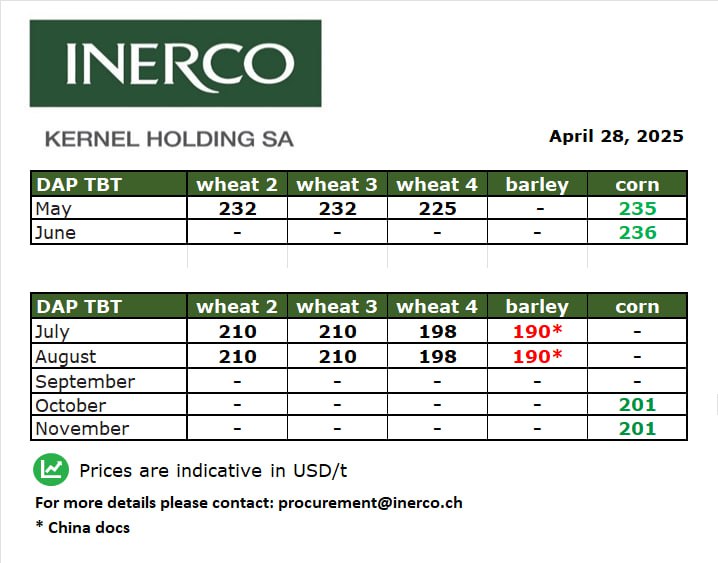 INERCO
KERNEL HOLDING SA
April 28, 2025
DAP TBT wheat 2 wheat 3 wheat 4 barley corn
May 232 232 225 - 235
June - - - - 236
DAP TBT wheat 2 wheat 3 wheat 4 barley corn
July 210 210 198 190* -
August 210 210 198 190* -
September - - - - -
October - - - - 201
November - - - - 201
Prices are indicative in USD/t
For more details please contact: procurement@inerco.ch
* China docs